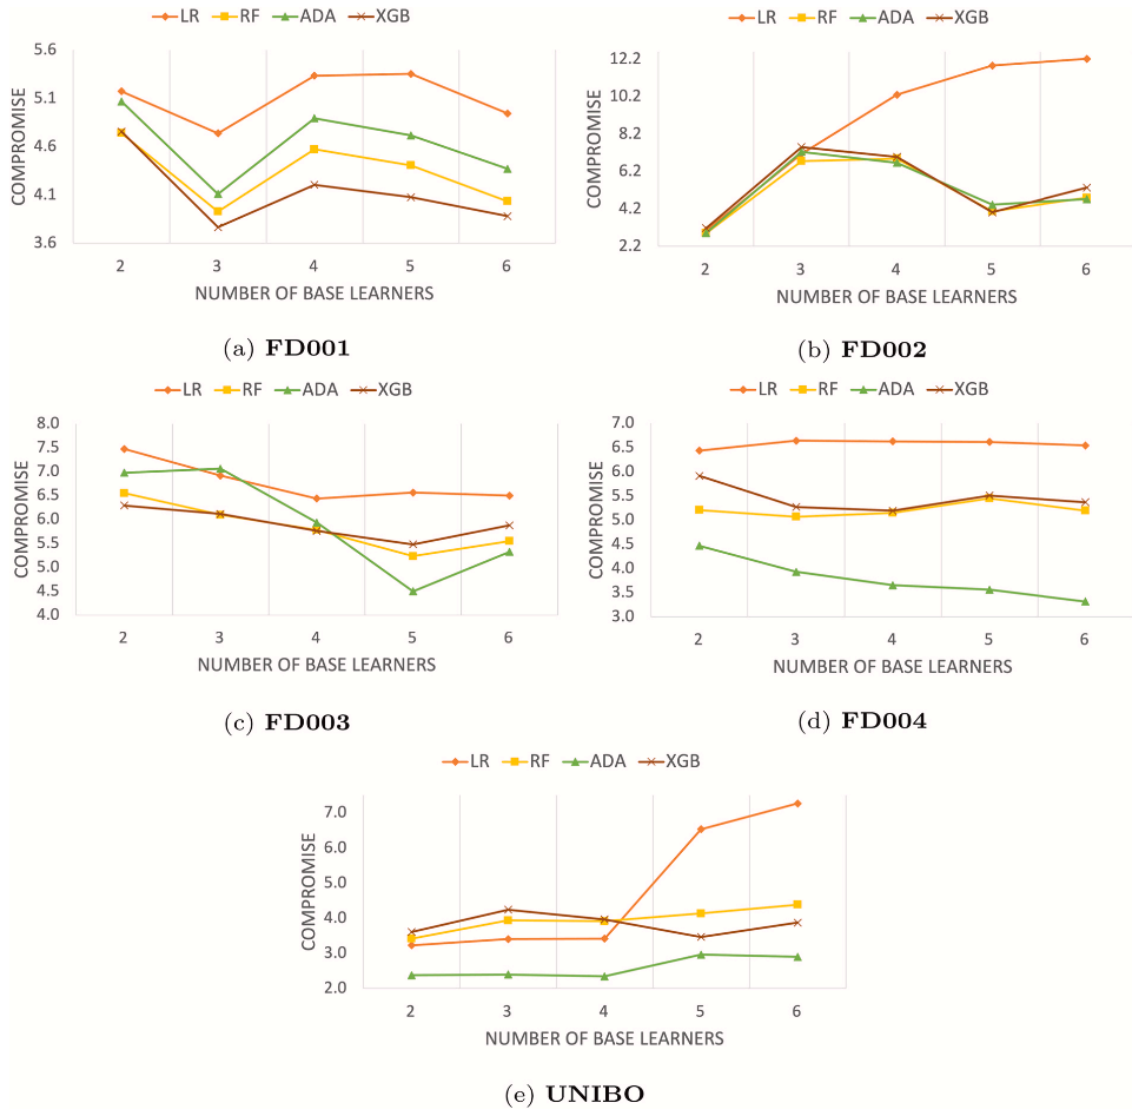 LR RF ADA XGB
5.6
5.1
4.6
4.1
3.6
COMPROMISE
2 3 4 5 6
NUMBER OF BASE LEARNERS
(a) FD001
LR RF ADA XGB
12.2
10.2
8.2
6.2
4.2
2.2
COMPROMISE
2 3 4 5 6
NUMBER OF BASE LEARNERS
(b) FD002
LR RF ADA XGB
8.0
7.5
7.0
6.5
6.0
5.5
5.0
4.5
4.0
COMPROMISE
2 3 4 5 6
NUMBER OF BASE LEARNERS
(c) FD003
LR RF ADA XGB
7.0
6.5
6.0
5.5
5.0
4.5
4.0
3.5
3.0
COMPROMISE
2 3 4 5 6
NUMBER OF BASE LEARNERS
(d) FD004
LR RF ADA XGB
7.0
6.0
5.0
4.0
3.0
2.0
COMPROMISE
2 3 4 5 6
NUMBER OF BASE LEARNERS
(e) UNIBO